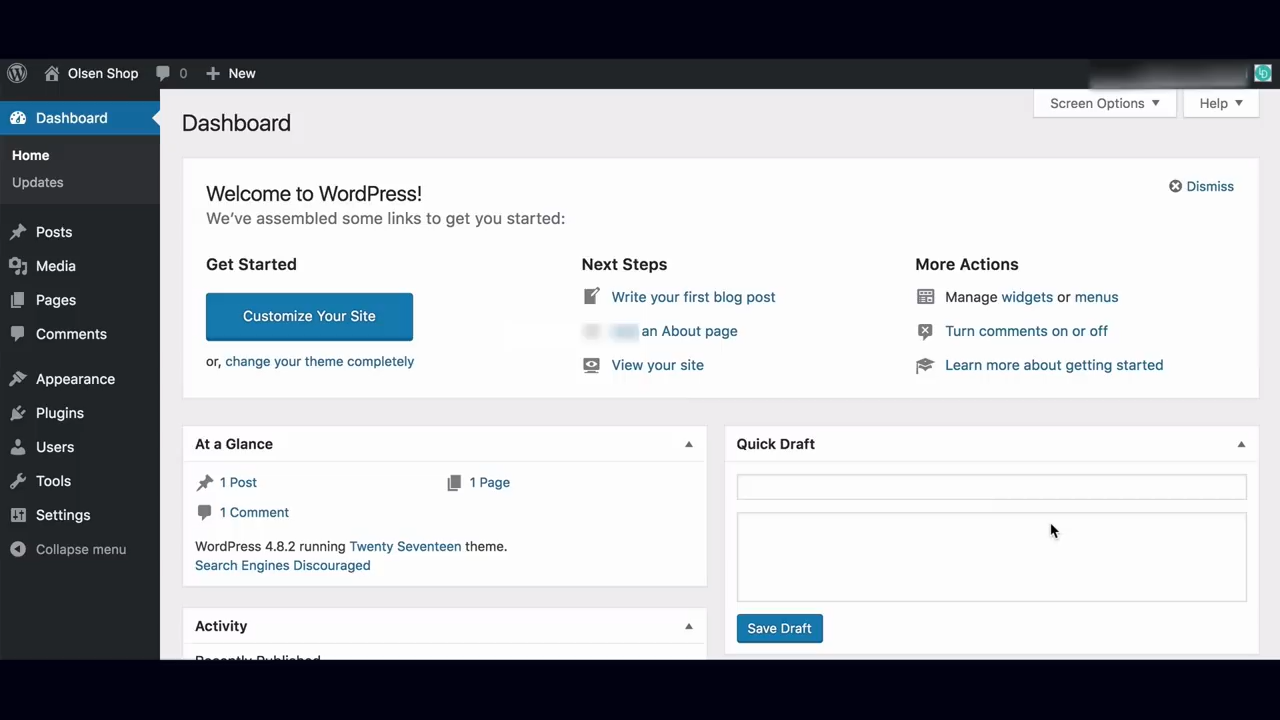 Olsen Shop 0 New
Screen Options Help
Dashboard
Home
Updates
Posts
Media
Pages
Comments
Appearance
Plugins
Users
Tools
Settings
Collapse menu
Dashboard
Welcome to WordPress!
We've assembled some links to get you started:
Dismiss
Get Started
Customize Your Site
or, change your theme completely
Next Steps
Write your first blog post
an About page
View your site
More Actions
Manage widgets or menus
Turn comments on or off
Learn more about getting started
At a Glance
1 Post
1 Page
1 Comment
WordPress 4.8.2 running Twenty Seventeen theme.
Search Engines Discouraged
Activity
Recently Published
Quick Draft
Save Draft